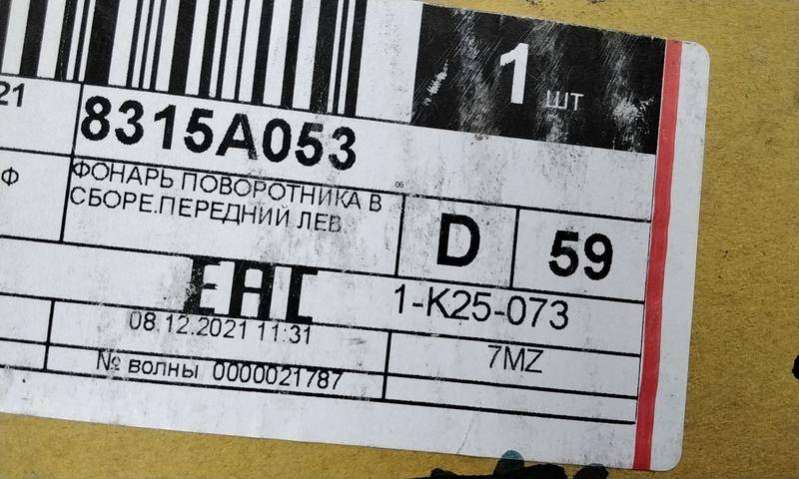 1 ШТ
21
8315A053
Ф
ФОНАРЬ ПОВОРОТНИКА В
СБОРЕ.ПЕРЕДНИЙ ЛЕВ
D 59
EAC
1-K25-073
08.12.2021 11:31
7MZ
№ волны 0000021787